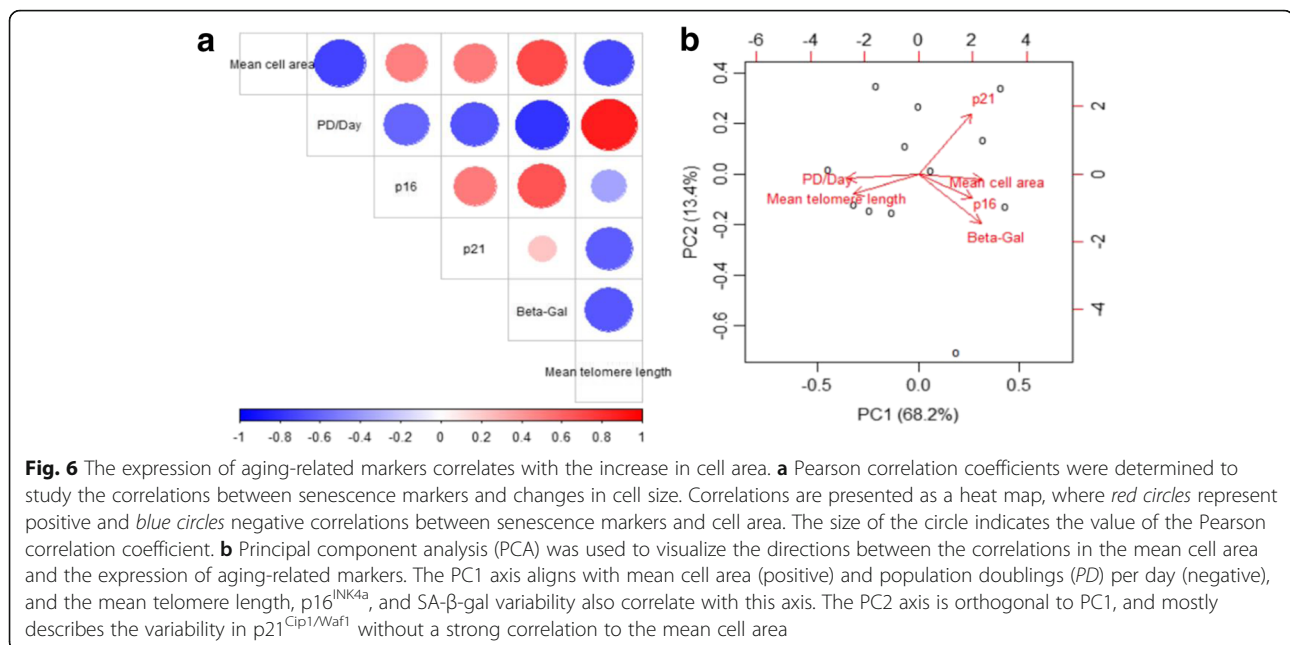 a
Mean cell area
PD/Day
p16
p21
Beta-Gal
Mean telomere length
-1 -0.8 -0.6 -0.4 -0.2 0 0.2 0.4 0.6 0.8 1
b
-6 -4 -2 0 2 4
0.4
0.2
0.0
-0.2
-0.4
-0.6
PC2 (13.4%)
p21
PD/Day
Mean cell area
Mean telomere length
p16
Beta-Gal
2
0
-2
-4
-0.5 0.0 0.5
PC1 (68.2%)
Fig. 6 The expression of aging-related markers correlates with the increase in cell area. a Pearson correlation coefficients were determined to
study the correlations between senescence markers and changes in cell size. Correlations are presented as a heat map, where red circles represent
positive and blue circles negative correlations between senescence markers and cell area. The size of the circle indicates the value of the Pearson
correlation coefficient. b Principal component analysis (PCA) was used to visualize the directions between the correlations in the mean cell area
and the expression of aging-related markers. The PC1 axis aligns with mean cell area (positive) and population doublings (PD) per day (negative),
and the mean telomere length, p16^INK4a, and SA-β-gal variability also correlate with this axis. The PC2 axis is orthogonal to PC1, and mostly
describes the variability in p21^Cip1/Waf1 without a strong correlation to the mean cell area